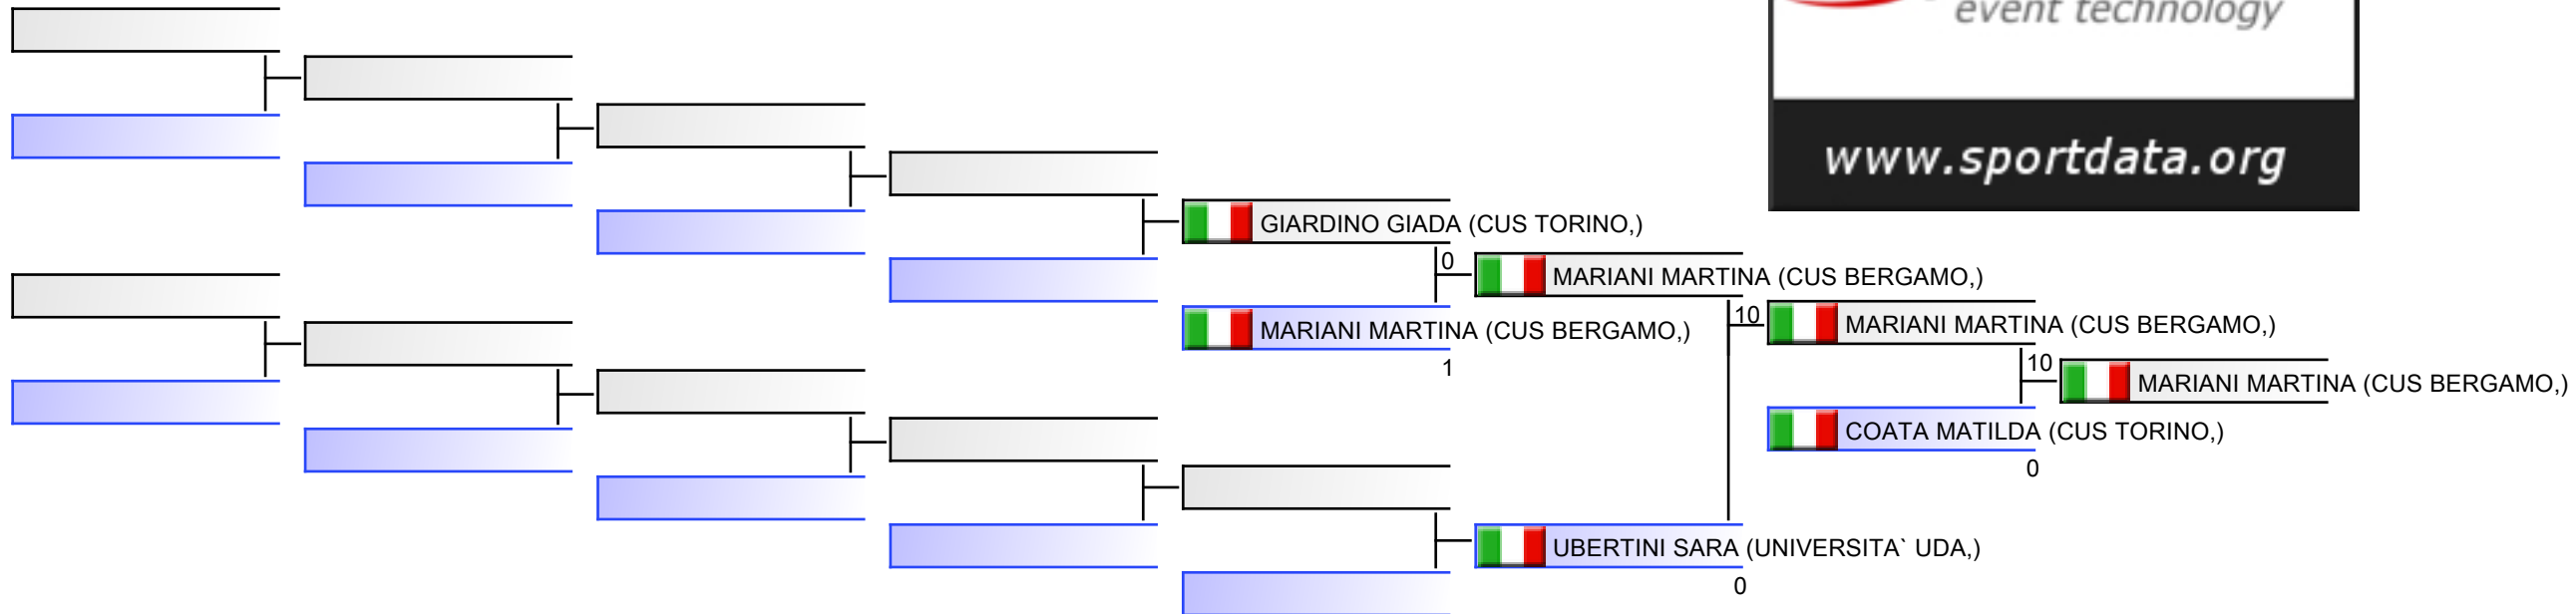 event technology
www.sportdata.org
GIARDINO GIADA (CUS TORINO,)
0
MARIANI MARTINA (CUS BERGAMO,)
MARIANI MARTINA (CUS BERGAMO,)
1
10
MARIANI MARTINA (CUS BERGAMO,)
10
MARIANI MARTINA (CUS BERGAMO,)
COATA MATILDA (CUS TORINO,)
0
UBERTINI SARA (UNIVERSITA` UDA,)
0